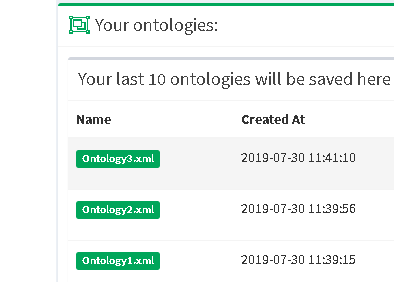 Your ontologies:
Your last 10 ontologies will be saved here
Name Created At
Ontology3.xml 2019-07-30 11:41:10
Ontology2.xml 2019-07-30 11:39:56
Ontology1.xml 2019-07-30 11:39:15